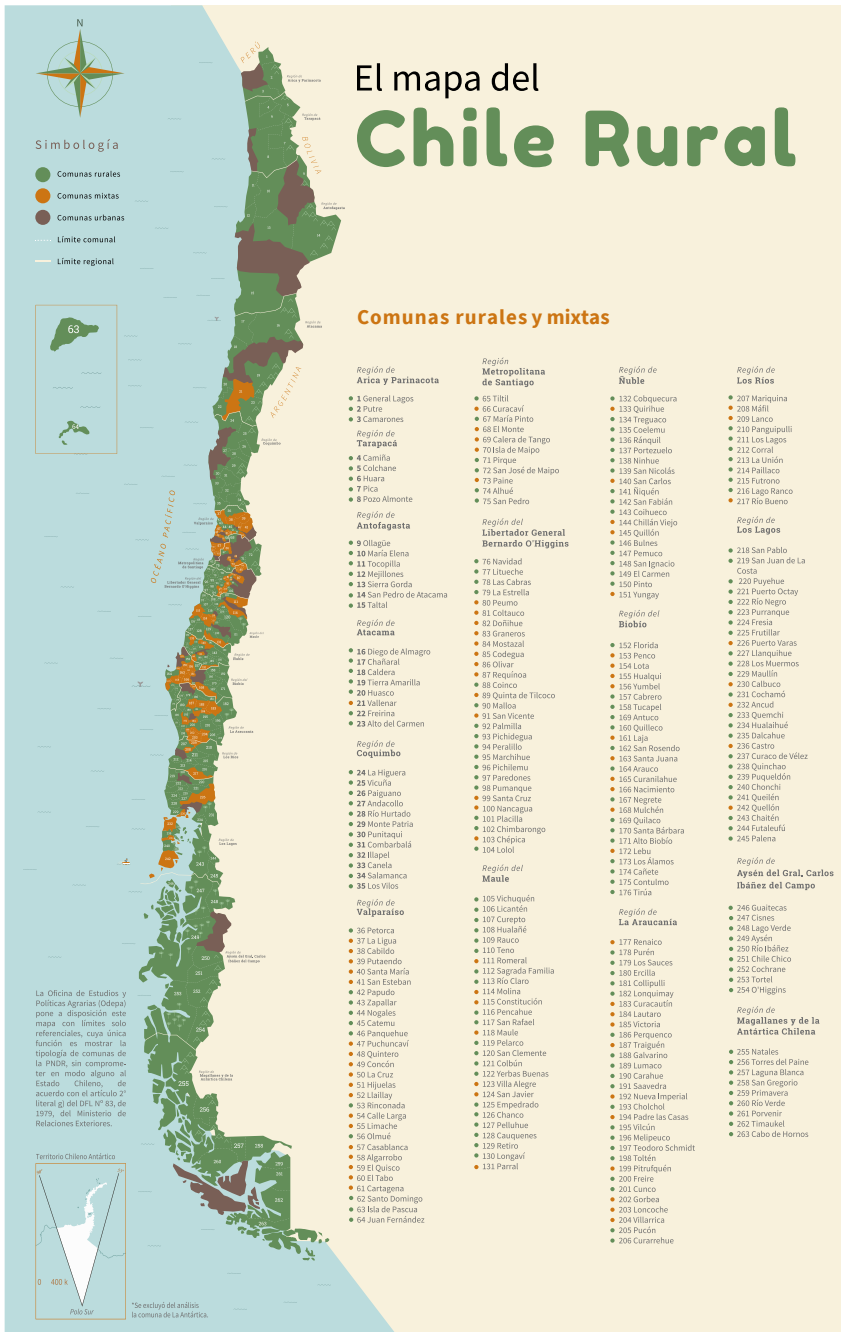 N
El mapa del
Chile Rural
Simbología
Comunas rurales
Comunas mixtas
Comunas urbanas
Límite comunal
Límite regional
PERÚ
BOLIVIA
ARGENTINA
OCÉANO PACÍFICO
63
64
Comunas rurales y mixtas
Región de
Arica y Parinacota
1 General Lagos
2 Putre
3 Camarones
Región de
Tarapacá
4 Camiña
5 Colchane
6 Huara
7 Pica
8 Pozo Almonte
Región de
Antofagasta
9 Ollagüe
10 María Elena
11 Tocopilla
12 Mejillones
13 Sierra Gorda
14 San Pedro de Atacama
15 Taltal
Región de
Atacama
16 Diego de Almagro
17 Chañaral
18 Caldera
19 Tierra Amarilla
20 Huasco
21 Vallenar
22 Freirina
23 Alto del Carmen
Región de
Coquimbo
24 La Higuera
25 Vicuña
26 Paiguano
27 Andacollo
28 Río Hurtado
29 Monte Patria
30 Punitaqui
31 Combarbalá
32 Illapel
33 Canela
34 Salamanca
35 Los Vilos
Región de
Valparaíso
36 Petorca
37 La Ligua
38 Cabildo
39 Putaendo
40 Santa María
41 San Esteban
42 Papudo
43 Zapallar
44 Nogales
45 Catemu
46 Panquehue
47 Puchuncaví
48 Quintero
49 Concón
50 La Cruz
51 Hijuelas
52 Llaillay
53 Rinconada
54 Calle Larga
55 Limache
56 Olmué
57 Casablanca
58 Algarrobo
59 El Quisco
60 El Tabo
61 Cartagena
62 Santo Domingo
63 Isla de Pascua
64 Juan Fernández
Región
Metropolitana
de Santiago
65 Tiltil
66 Curacaví
67 María Pinto
68 El Monte
69 Calera de Tango
70 Isla de Maipo
71 Pirque
72 San José de Maipo
73 Paine
74 Alhué
75 San Pedro
Región del
Libertador General
Bernardo O'Higgins
76 Navidad
77 Litueche
78 Las Cabras
79 La Estrella
80 Peumo
81 Coltauco
82 Doñihue
83 Graneros
84 Mostazal
85 Codegua
86 Olivar
87 Requínoa
88 Coinco
89 Quinta de Tilcoco
90 Malloa
91 San Vicente
92 Palmilla
93 Pichidegua
94 Peralillo
95 Marchihue
96 Pichilemu
97 Paredones
98 Pumanque
99 Santa Cruz
100 Nancagua
101 Placilla
102 Chimbarongo
103 Chépica
104 Lolol
Región del
Maule
105 Vichuquén
106 Licantén
107 Curepto
108 Hualañé
109 Rauco
110 Teno
111 Romeral
112 Sagrada Familia
113 Río Claro
114 Molina
115 Constitución
116 Pencahue
117 San Rafael
118 Maule
119 Pelarco
120 San Clemente
121 Colbún
122 Yerbas Buenas
123 Villa Alegre
124 San Javier
125 Empedrado
126 Chanco
127 Pelluhue
128 Cauquenes
129 Retiro
130 Longaví
131 Parral
Región de
Ñuble
132 Cobquecura
133 Quirihue
134 Treguaco
135 Coelemu
136 Ránquil
137 Portezuelo
138 Ninhue
139 San Nicolás
140 San Carlos
141 Ñiquén
142 San Fabián
143 Coihueco
144 Chillán Viejo
145 Quillón
146 Bulnes
147 Pemuco
148 San Ignacio
149 El Carmen
150 Pinto
151 Yungay
Región del
Biobío
152 Florida
153 Penco
154 Lota
155 Hualqui
156 Yumbel
157 Cabrero
158 Tucapel
159 Antuco
160 Quilleco
161 Laja
162 San Rosendo
163 Santa Juana
164 Arauco
165 Curanilahue
166 Nacimiento
167 Negrete
168 Mulchén
169 Quilaco
170 Santa Bárbara
171 Alto Biobío
172 Lebu
173 Los Álamos
174 Cañete
175 Contulmo
176 Tirúa
Región de
La Araucanía
177 Renaico
178 Purén
179 Los Sauces
180 Ercilla
181 Collipulli
182 Lonquimay
183 Curacautín
184 Lautaro
185 Victoria
186 Perquenco
187 Traiguén
188 Galvarino
189 Lumaco
190 Carahue
191 Saavedra
192 Nueva Imperial
193 Cholchol
194 Padre las Casas
195 Vilcún
196 Melipeuco
197 Teodoro Schmidt
198 Toltén
199 Pitrufquén
200 Freire
201 Cunco
202 Gorbea
203 Loncoche
204 Villarrica
205 Pucón
206 Curarrehue
Región de
Los Ríos
207 Mariquina
208 Máfil
209 Lanco
210 Panguipulli
211 Los Lagos
212 Corral
213 La Unión
214 Paillaco
215 Futrono
216 Lago Ranco
217 Río Bueno
Región de
Los Lagos
218 San Pablo
219 San Juan de La
Costa
220 Puyehue
221 Puerto Octay
222 Río Negro
223 Purranque
224 Fresia
225 Frutillar
226 Puerto Varas
227 Llanquihue
228 Los Muermos
229 Maullín
230 Calbuco
231 Cochamó
232 Ancud
233 Quemchi
234 Hualaihué
235 Dalcahue
236 Castro
237 Curaco de Vélez
238 Quinchao
239 Puqueldón
240 Chonchi
241 Queilén
242 Quellón
243 Chaitén
244 Futaleufú
245 Palena
Región de
Aysén del Gral. Carlos
Ibáñez del Campo
246 Guaitecas
247 Cisnes
248 Lago Verde
249 Aysén
250 Río Ibáñez
251 Chile Chico
252 Cochrane
253 Tortel
254 O'Higgins
Región de
Magallanes y de la
Antártica Chilena
255 Natales
256 Torres del Paine
257 Laguna Blanca
258 San Gregorio
259 Primavera
260 Río Verde
261 Porvenir
262 Timaukel
263 Cabo de Hornos
La Oficina de Estudios y
Políticas Agrarias (Odepa)
pone a disposición este
mapa con límites solo
referenciales, cuya única
función es mostrar la
tipología de comunas de
la PNDR, sin comprome-
ter en modo alguno al
Estado Chileno, de
acuerdo con el artículo 2°
literal g) del DFL N° 83, de
1979, del Ministerio de
Relaciones Exteriores.
Territorio Chileno Antártico
0 400 k
Polo Sur
*Se excluyó del análisis
la comuna de La Antártica.